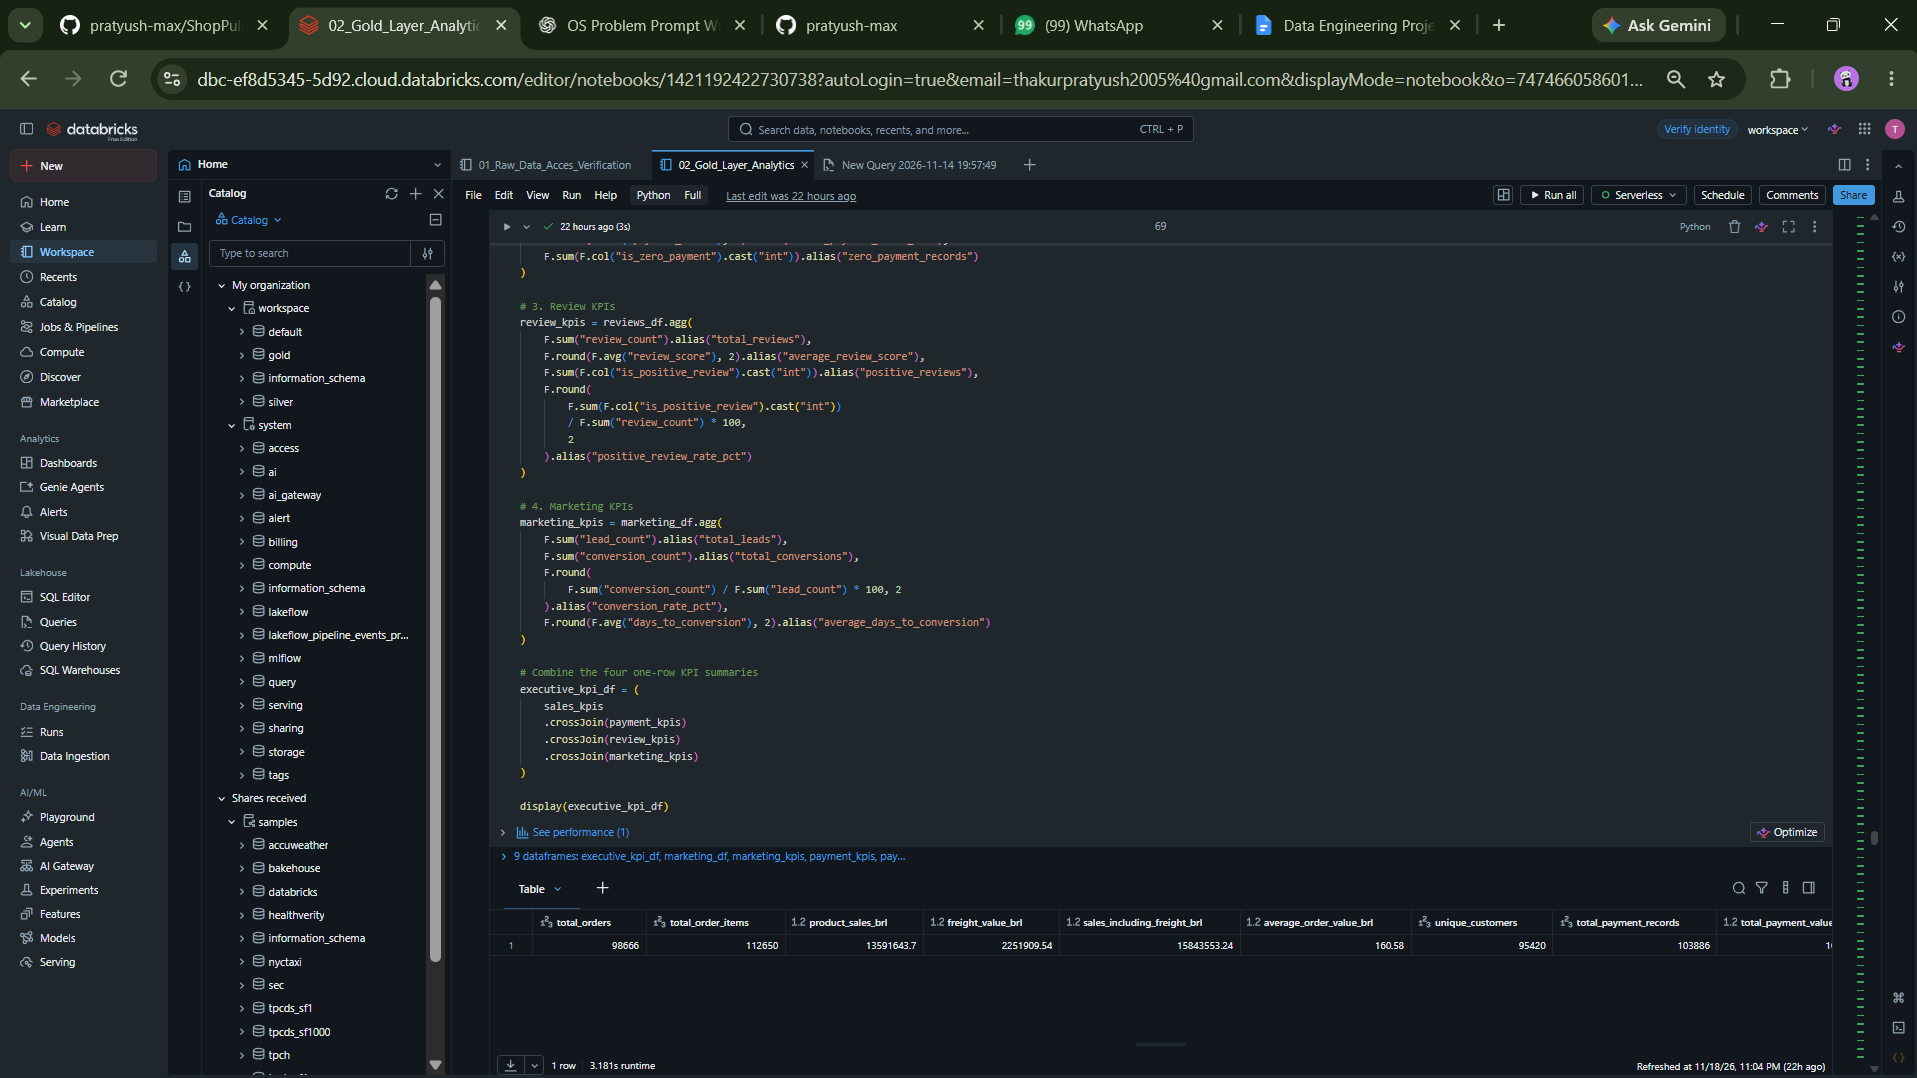 pratyush-max/ShopPul
02_Gold_Layer_Analytic
OS Problem Prompt W
pratyush-max
(99) WhatsApp
Data Engineering Proje
Ask Gemini
dbc-ef8d5345-5d92.cloud.databricks.com/editor/notebooks/1421192422730738?autoLogin=true&email=thakurpratyush2005%40gmail.com&displayMode=notebook&o=747466058601...
databricks
Free Edition
Search data, notebooks, recents, and more...
CTRL + P
Verify identity
workspace
T
New
Home
Learn
Workspace
Recents
Catalog
Jobs & Pipelines
Compute
Discover
Marketplace
Analytics
Dashboards
Genie Agents
Alerts
Visual Data Prep
Lakehouse
SQL Editor
Queries
Query History
SQL Warehouses
Data Engineering
Runs
Data Ingestion
AI/ML
Playground
Agents
AI Gateway
Experiments
Features
Models
Serving
Home
Catalog
Catalog
Type to search
My organization
workspace
default
gold
information_schema
silver
system
access
ai
ai_gateway
alert
billing
compute
information_schema
lakeflow
lakeflow_pipeline_events_pr...
mlflow
query
serving
sharing
storage
tags
Shares received
samples
accuweather
bakehouse
databricks
healthverity
information_schema
nyctaxi
sec
tpcds_sf1
tpcds_sf1000
tpch
01_Raw_Data_Acces_Verification
02_Gold_Layer_Analytics
New Query 2026-11-14 19:57:49
File Edit View Run Help Python Full Last edit was 22 hours ago
Run all Serverless Schedule Comments Share
22 hours ago (3s)
69
Python
F.sum(F.col("is_zero_payment").cast("int")).alias("zero_payment_records")
)
# 3. Review KPIs
review_kpis = reviews_df.agg(
F.sum("review_count").alias("total_reviews"),
F.round(F.avg("review_score"), 2).alias("average_review_score"),
F.sum(F.col("is_positive_review").cast("int")).alias("positive_reviews"),
F.round(
F.sum(F.col("is_positive_review").cast("int"))
/ F.sum("review_count") * 100,
2
).alias("positive_review_rate_pct")
)
# 4. Marketing KPIs
marketing_kpis = marketing_df.agg(
F.sum("lead_count").alias("total_leads"),
F.sum("conversion_count").alias("total_conversions"),
F.round(
F.sum("conversion_count") / F.sum("lead_count") * 100, 2
).alias("conversion_rate_pct"),
F.round(F.avg("days_to_conversion"), 2).alias("average_days_to_conversion")
)
# Combine the four one-row KPI summaries
executive_kpi_df = (
sales_kpis
.crossJoin(payment_kpis)
.crossJoin(review_kpis)
.crossJoin(marketing_kpis)
)
display(executive_kpi_df)
See performance (1)
Optimize
9 dataframes: executive_kpi_df, marketing_df, marketing_kpis, payment_kpis, pay...
Table
total_orders total_order_items 1.2 product_sales_brl 1.2 freight_value_brl 1.2 sales_including_freight_brl 1.2 average_order_value_brl unique_customers total_payment_records 1.2 total_payment_value
1 98666 112650 13591643.7 2251909.54 15843553.24 160.58 95420 103886
1 row 3.181s runtime
Refreshed at 11/18/26, 11:04 PM (22h ago)